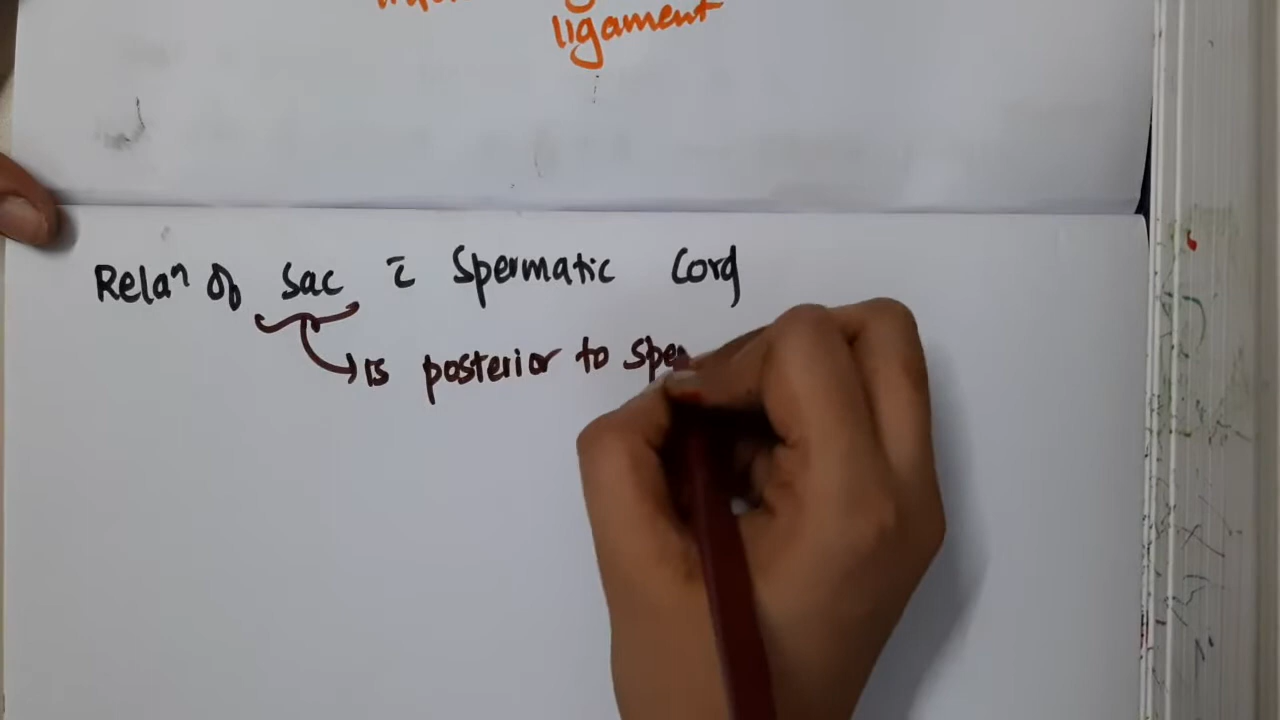 ligament
Relaⁿ of Sac c̄ Spermatic Cord
is posterior to spe